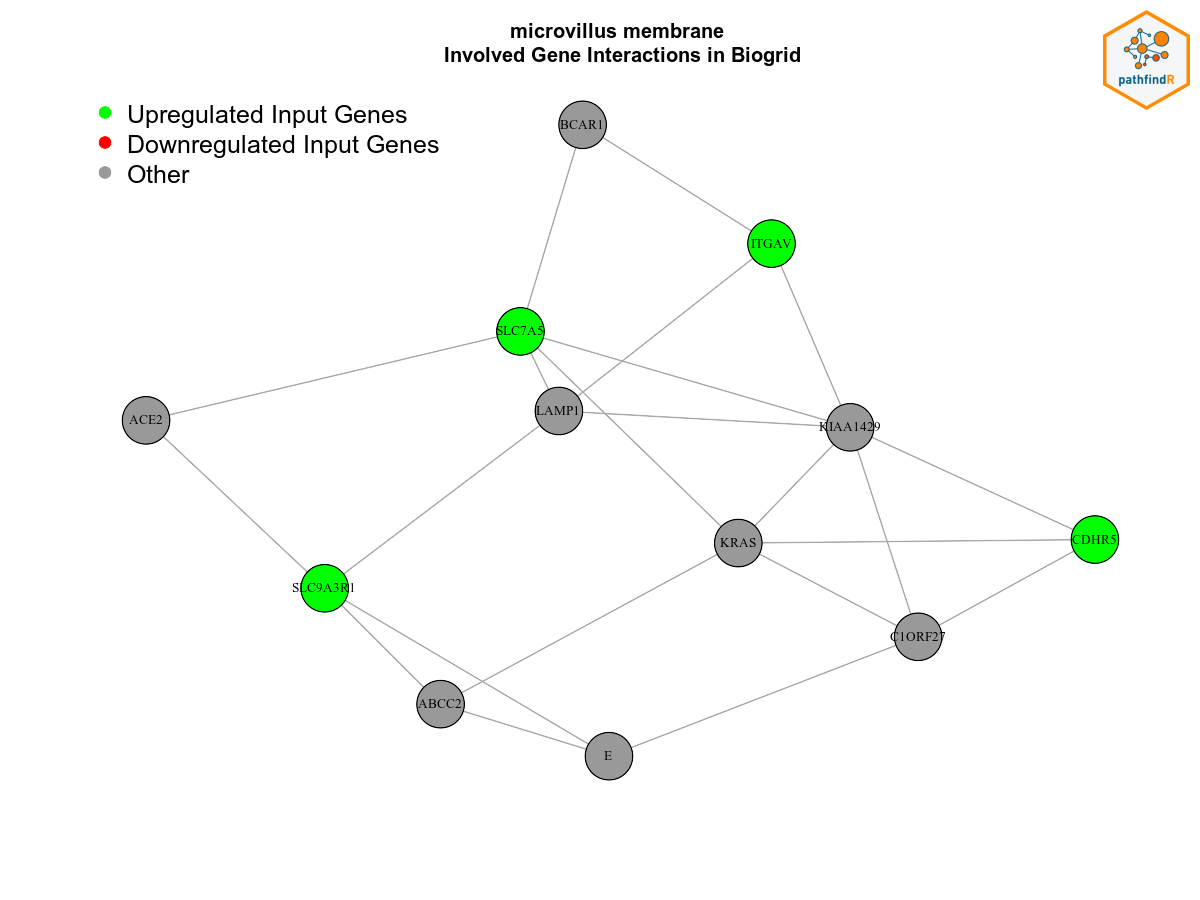 microvillus membrane
Involved Gene Interactions in Biogrid
pathfindR
Upregulated Input Genes
Downregulated Input Genes
Other
BCAR1
ITGAV
SLC7A5
ACE2
LAMP1
KIAA1429
KRAS
CDHR5
SLC9A3R1
C1ORF27
ABCC2
E